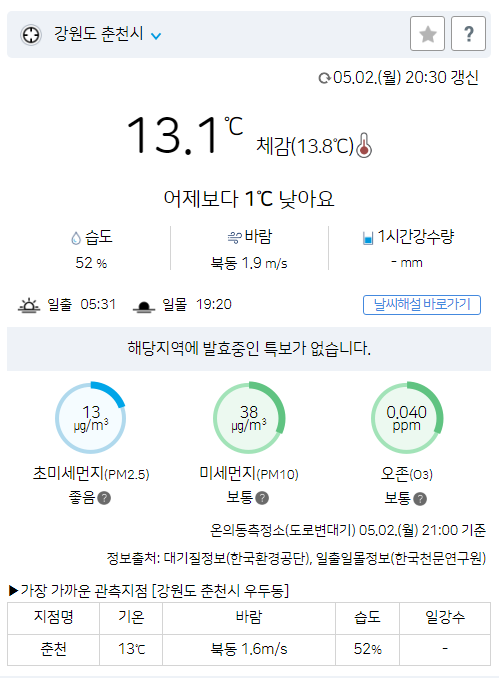 강원도 춘천시
?
05.02.(월) 20:30 갱신
13.1℃ 체감(13.8℃)
어제보다 1℃ 낮아요
습도 바람 1시간강수량
52 % 북동 1.9 m/s - mm
일출 05:31 일몰 19:20 날씨해설 바로가기
해당지역에 발효중인 특보가 없습니다.
13 38 0.040
μg/m³ μg/m³ ppm
초미세먼지(PM2.5) 미세먼지(PM10) 오존(O3)
좋음? 보통? 보통?
온의동측정소(도로변대기) 05.02.(월) 21:00 기준
정보출처: 대기질정보(한국환경공단), 일출일몰정보(한국천문연구원)
▶가장 가까운 관측지점 [강원도 춘천시 우두동]
지점명 기온 바람 습도 일강수
춘천 13℃ 북동 1.6m/s 52% -